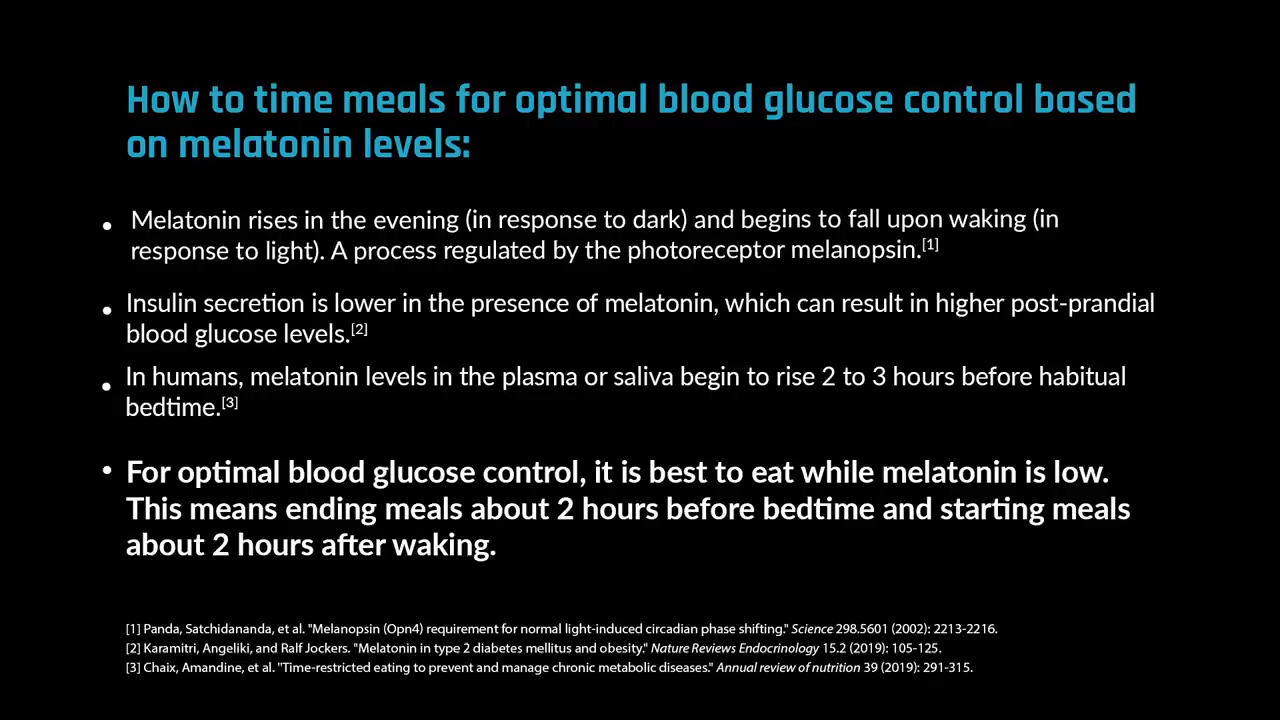 How to time meals for optimal blood glucose control based
on melatonin levels:
• Melatonin rises in the evening (in response to dark) and begins to fall upon waking (in
response to light). A process regulated by the photoreceptor melanopsin.[1]
• Insulin secretion is lower in the presence of melatonin, which can result in higher post-prandial
blood glucose levels.[2]
• In humans, melatonin levels in the plasma or saliva begin to rise 2 to 3 hours before habitual
bedtime.[3]
• For optimal blood glucose control, it is best to eat while melatonin is low.
This means ending meals about 2 hours before bedtime and starting meals
about 2 hours after waking.
[1] Panda, Satchidananda, et al. "Melanopsin (Opn4) requirement for normal light-induced circadian phase shifting." Science 298.5601 (2002): 2213-2216.
[2] Karamitri, Angeliki, and Ralf Jockers. "Melatonin in type 2 diabetes mellitus and obesity." Nature Reviews Endocrinology 15.2 (2019): 105-125.
[3] Chaix, Amandine, et al. "Time-restricted eating to prevent and manage chronic metabolic diseases." Annual review of nutrition 39 (2019): 291-315.